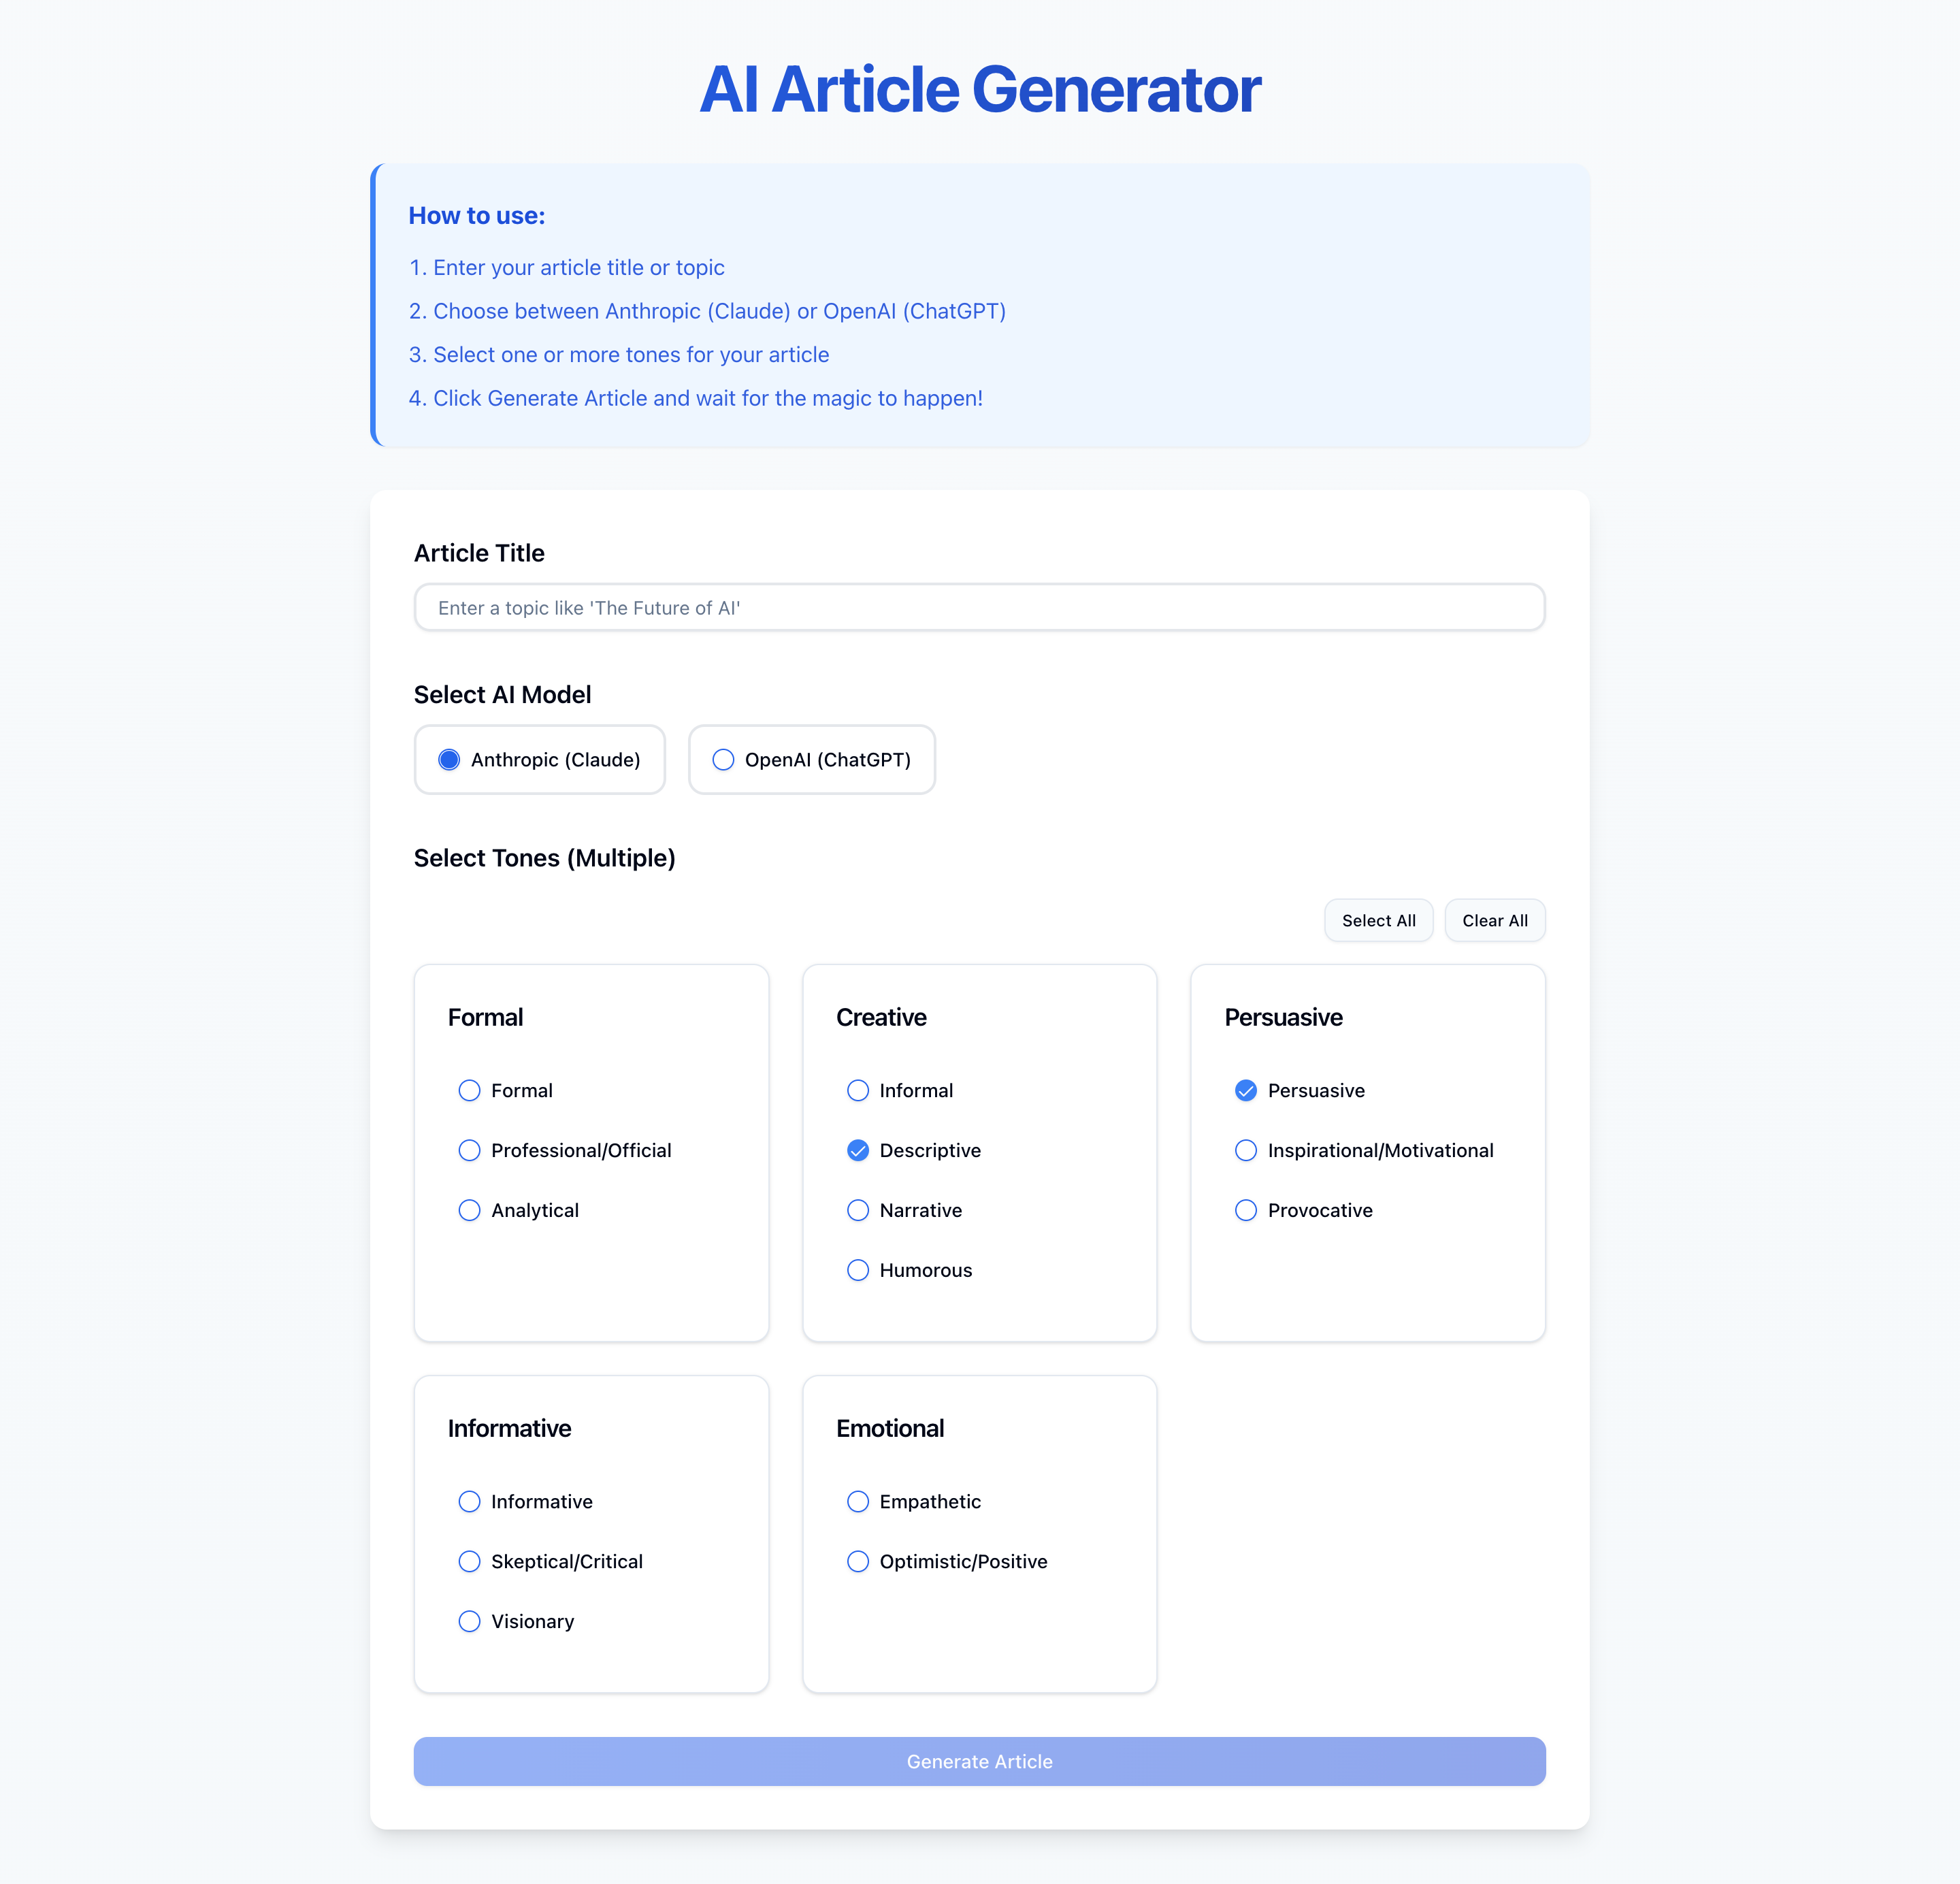 AI Article Generator
How to use:
1. Enter your article title or topic
2. Choose between Anthropic (Claude) or OpenAI (ChatGPT)
3. Select one or more tones for your article
4. Click Generate Article and wait for the magic to happen!
Article Title
Enter a topic like 'The Future of AI'
Select AI Model
Anthropic (Claude)
OpenAI (ChatGPT)
Select Tones (Multiple)
Select All
Clear All
Formal
Formal
Professional/Official
Analytical
Creative
Informal
Descriptive
Narrative
Humorous
Persuasive
Persuasive
Inspirational/Motivational
Provocative
Informative
Informative
Skeptical/Critical
Visionary
Emotional
Empathetic
Optimistic/Positive
Generate Article